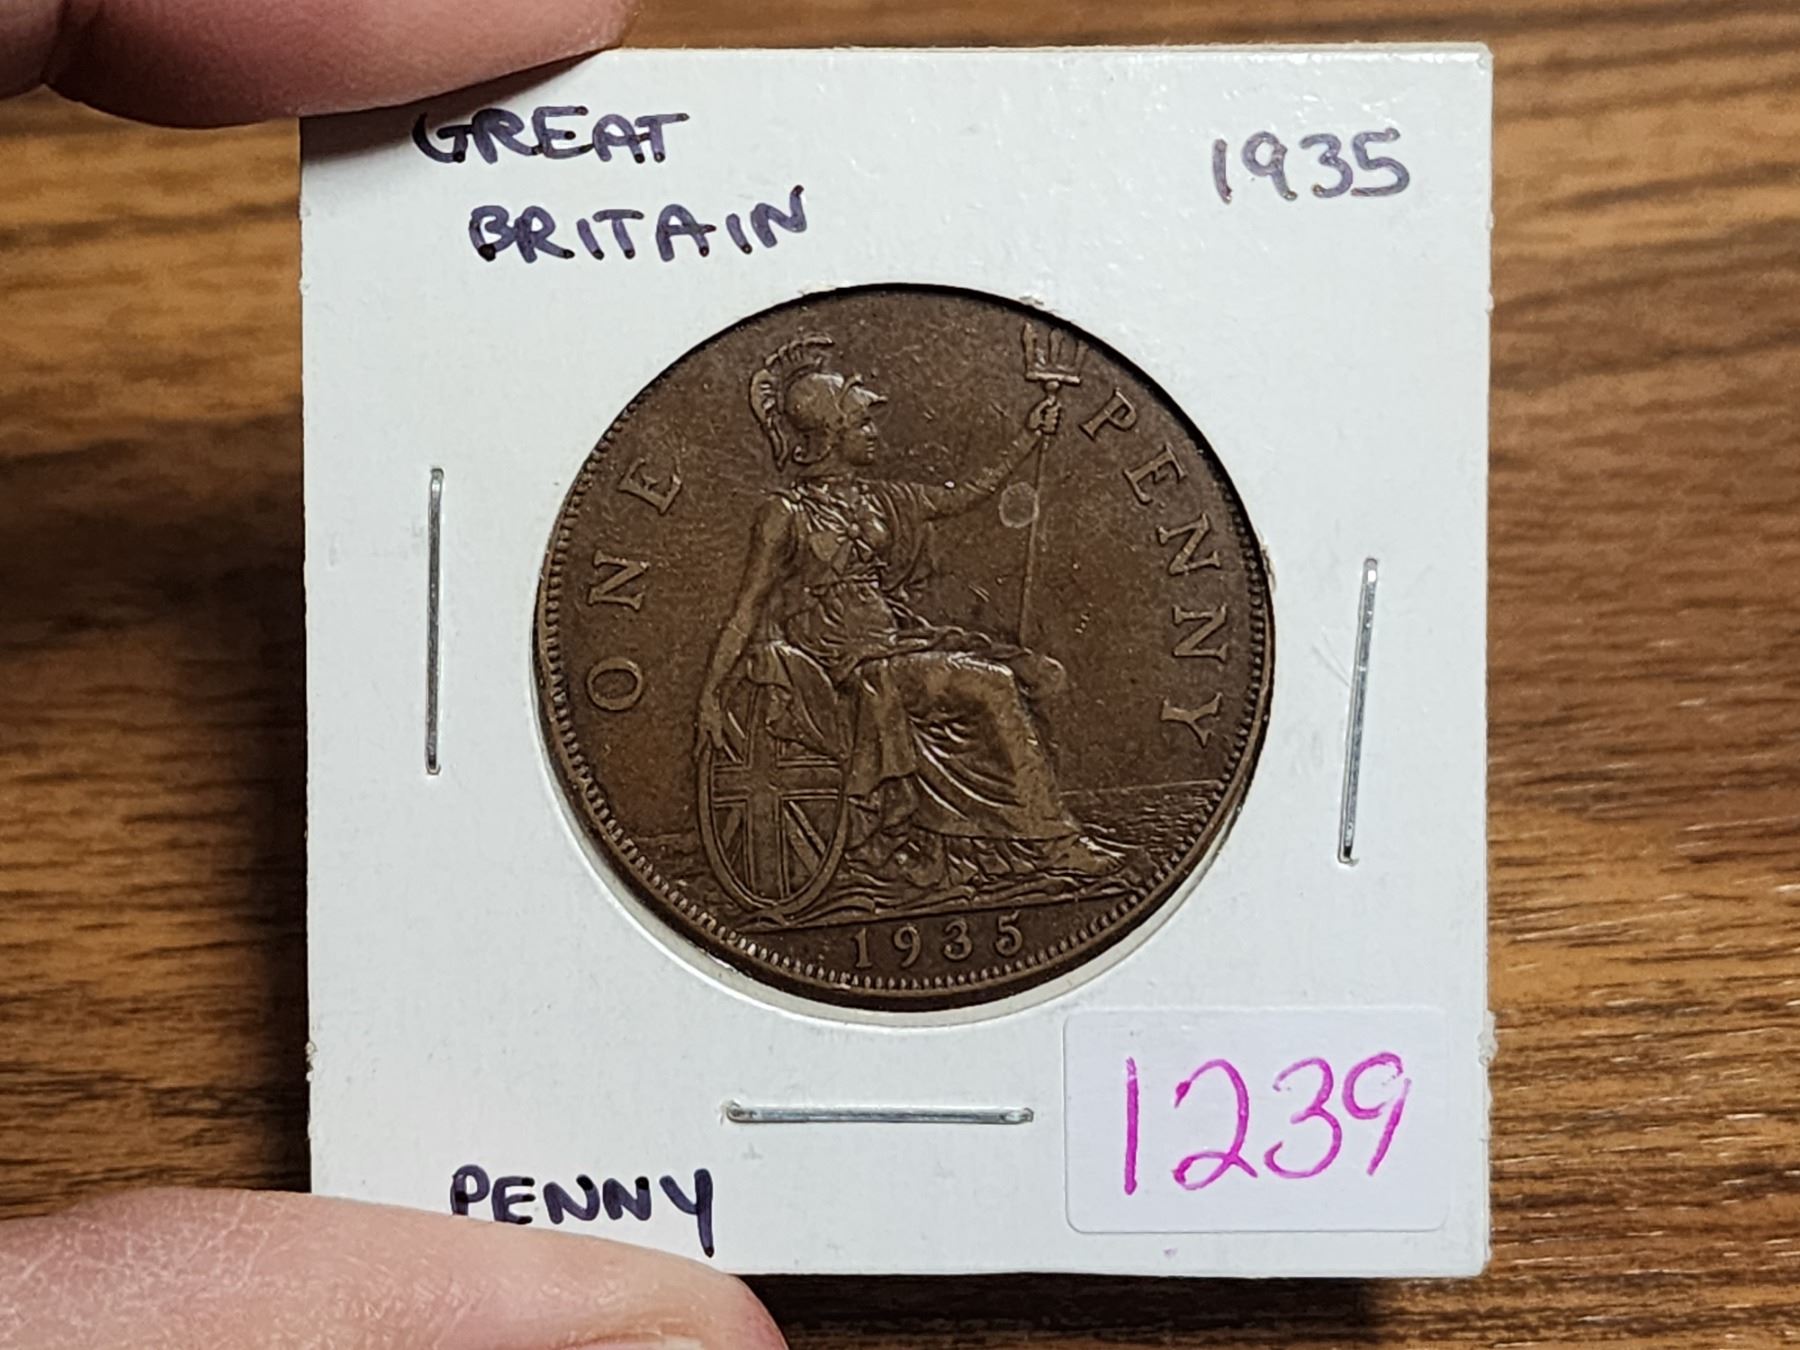 GREAT
BRITAIN
1935
ONE PENNY
1935
PENNY
1239